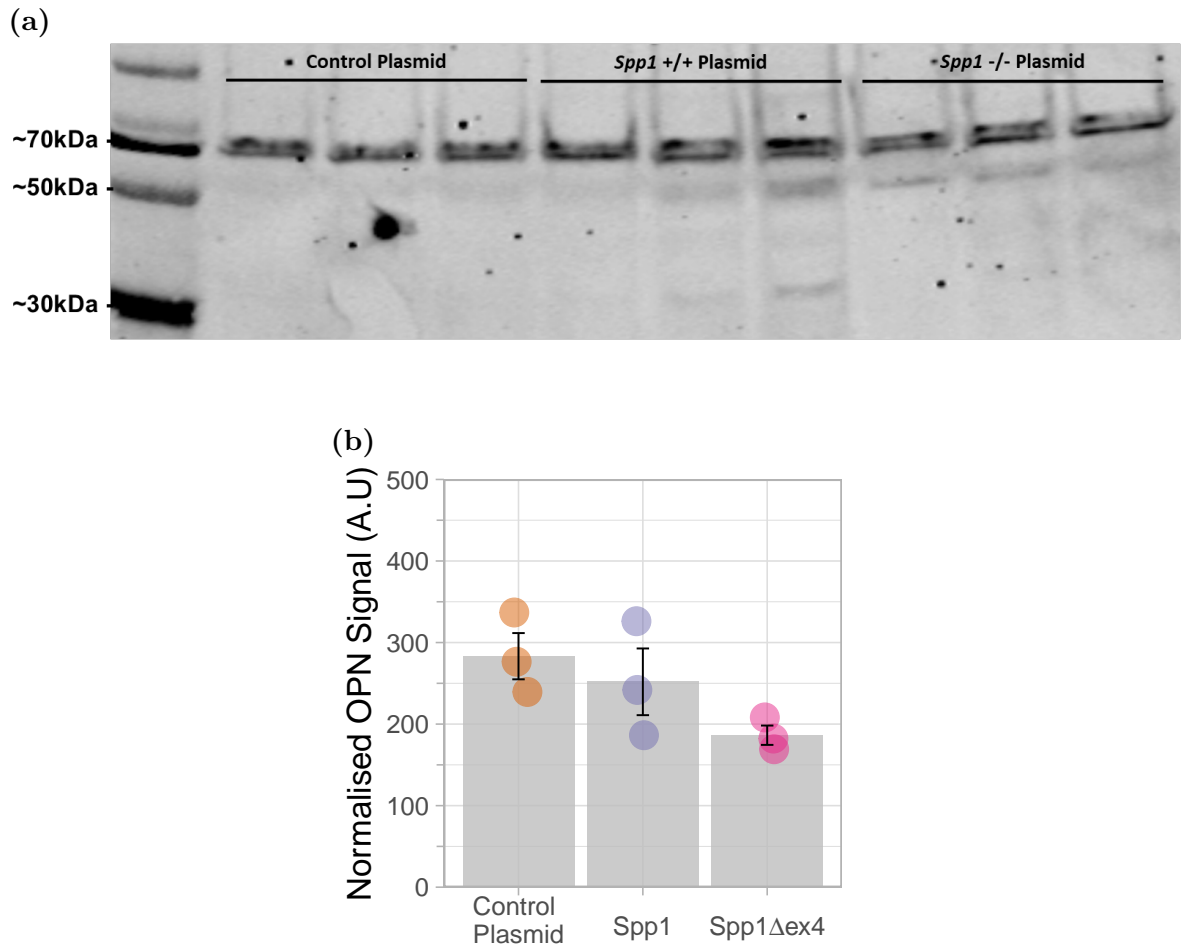 (a)
Control Plasmid Spp1 +/+ Plasmid Spp1 -/- Plasmid
~70kDa
~50kDa
~30kDa
(b)
Normalised OPN Signal (A.U)
500
400
300
200
100
0
Control
Plasmid
Spp1
Spp1Δex4